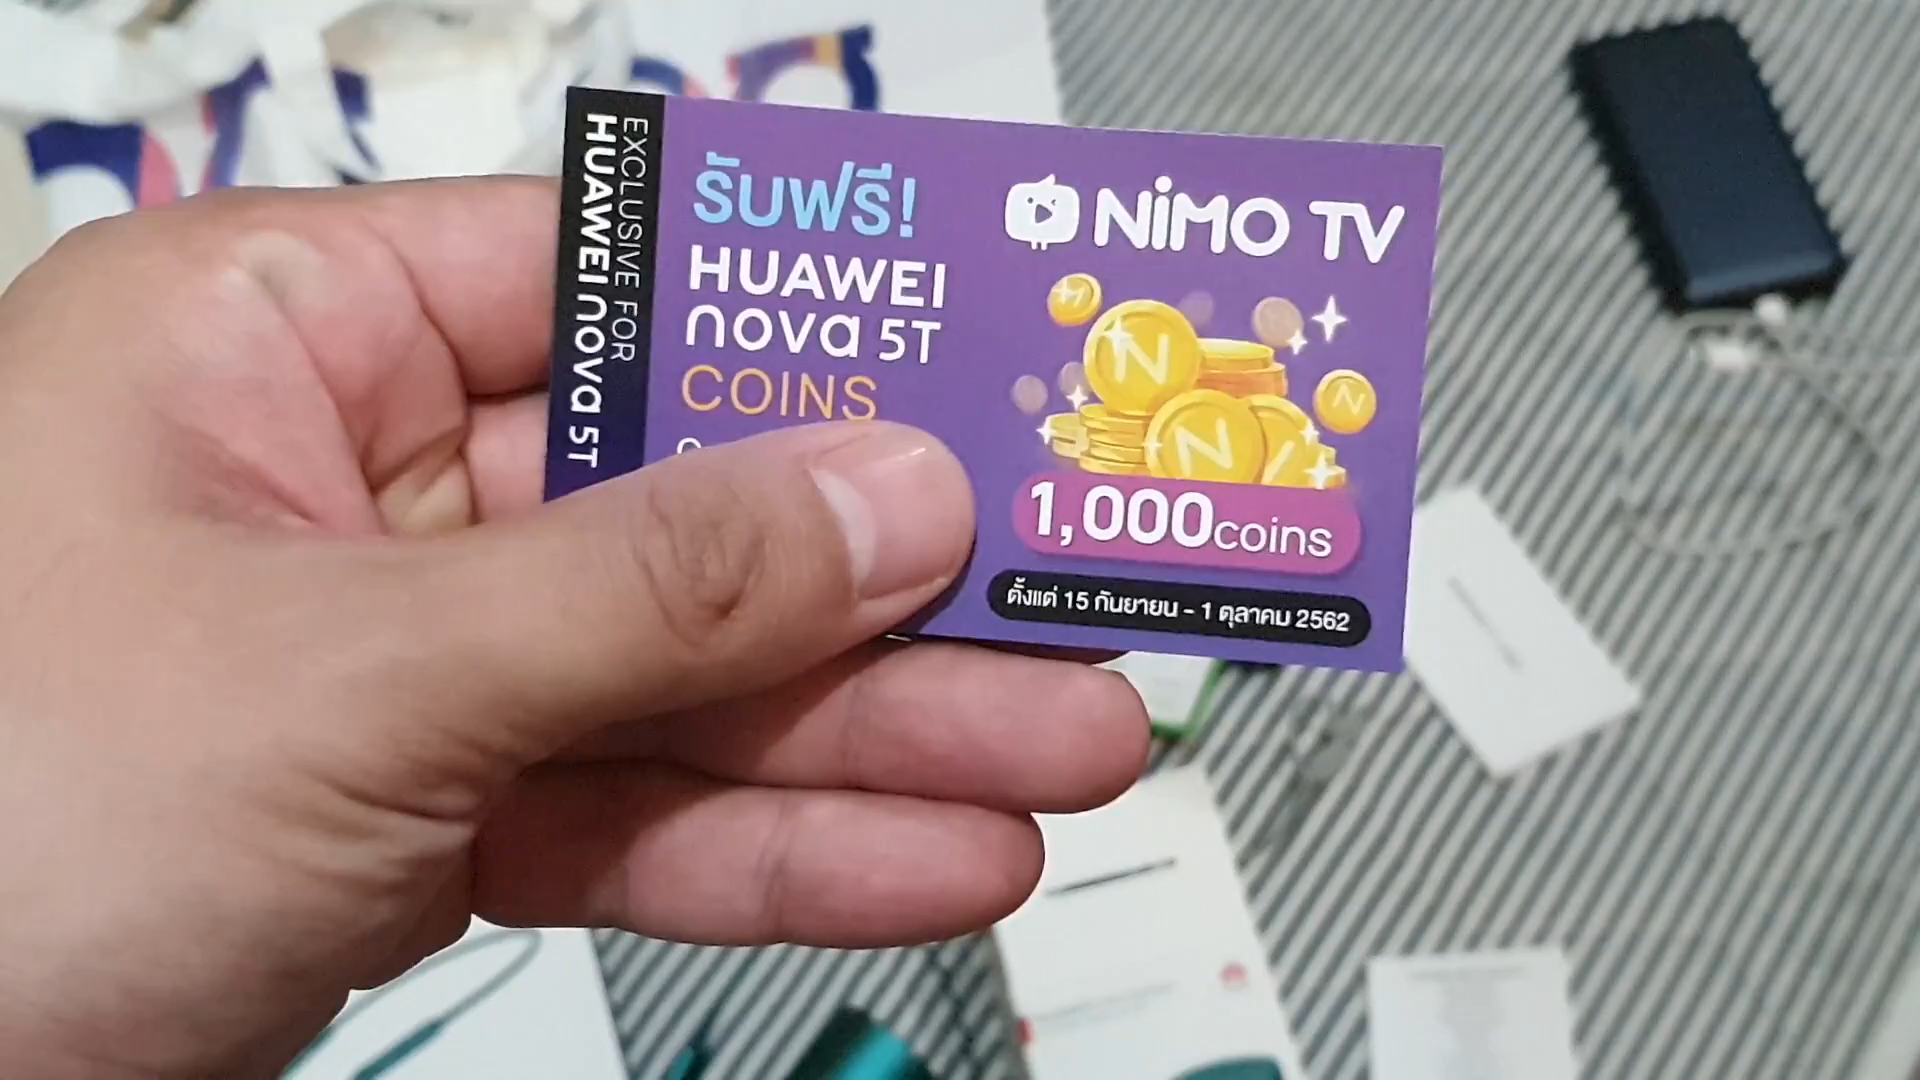 EXCLUSIVE FOR
HUAWEI nova 5T
รับฟรี!
HUAWEI
nova 5T
COINS
NIMO TV
1,000coins
ตั้งแต่ 15 กันยายน - 1 ตุลาคม 2562